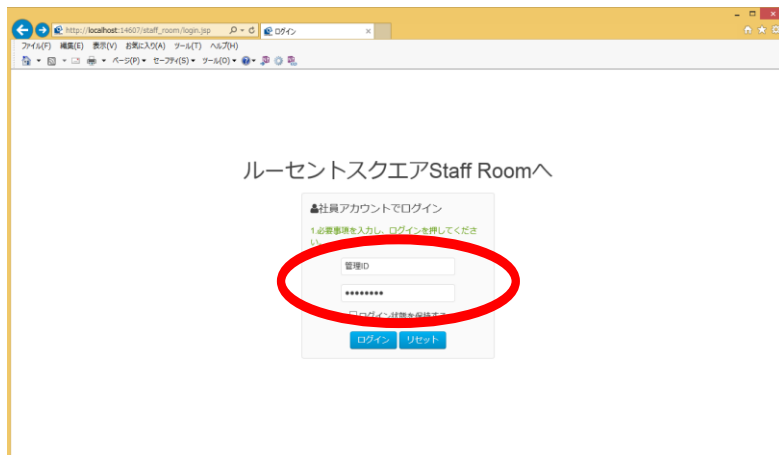 http://localhost:14607/staff_room/login.jsp
ログイン
ファイル(F) 編集(E) 表示(V) お気に入り(A) ツール(T) ヘルプ(H)
ページ(P) セーフティ(S) ツール(O)
ルーセントスクエアStaff Roomへ
社員アカウントでログイン
1.必要事項を入力し、ログインを押してくださ
い。
管理ID
••••••••
ログイン状態を保持する
ログイン リセット